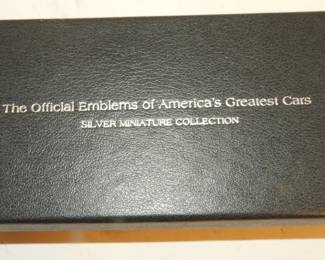 The Official Emblems of America's Greatest Cars
SILVER MINIATURE COLLECTION